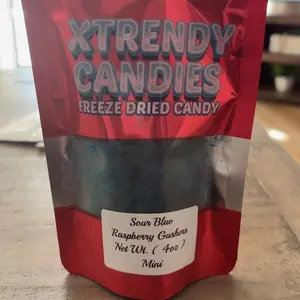 XTRENDY
CANDIES
FREEZE DRIED CANDY
Sour Blue
Raspberry Gushers
Net Wt. ( 4oz )
Mini